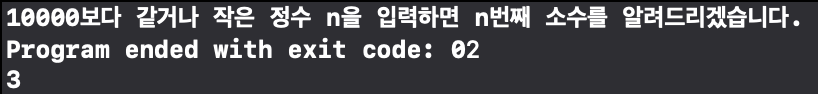 10000보다 같거나 작은 정수 n을 입력하면 n번째 소수를 알려드리겠습니다.
Program ended with exit code: 02
3